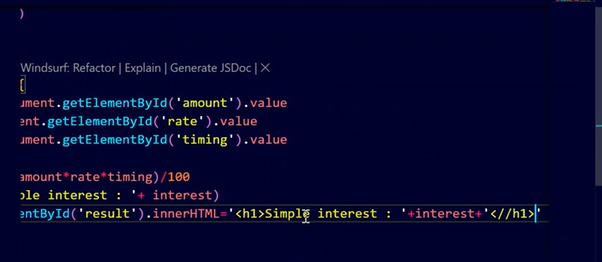 )
Windsurf: Refactor | Explain | Generate JSDoc | ×
{
ument.getElementById('amount').value
ent.getElementById('rate').value
ument.getElementById('timing').value
amount*rate*timing)/100
ple interest : '+ interest)
entById('result').innerHTML='<h1>Simple interest : '+interest+'<//h1>'